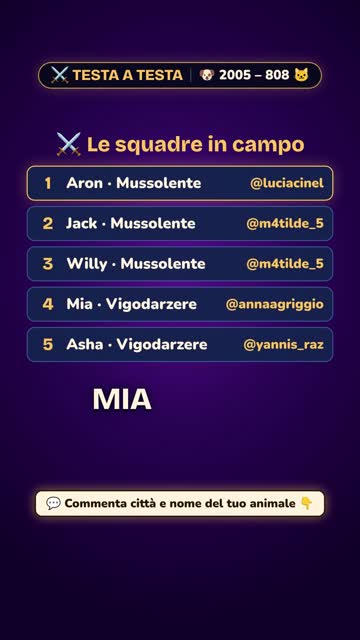 ⚔️ TESTA A TESTA | 🐶 2005 – 808 🐱
⚔️ Le squadre in campo
1 Aron · Mussolente @luciacinel
2 Jack · Mussolente @m4tilde_5
3 Willy · Mussolente @m4tilde_5
4 Mia · Vigodarzere @annaagriggio
5 Asha · Vigodarzere @yannis_raz
MIA
💬 Commenta città e nome del tuo animale 👇